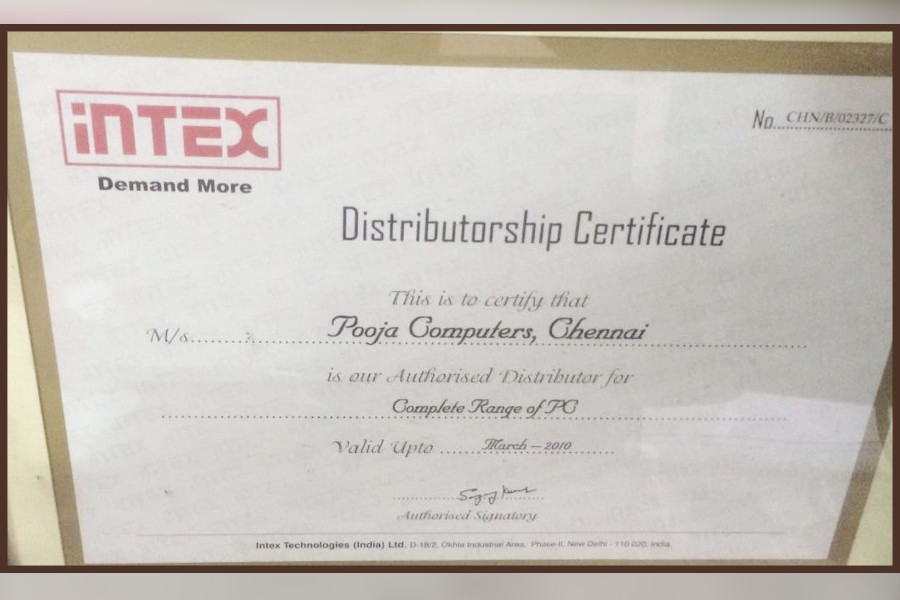 INTEX
Demand More
No...CHN/B/02327/C
Distributorship Certificate
This is to certify that
M/s.......... Pooja Computers, Chennai
is our Authorised Distributor for
Complete Range of PC
Valid Upto ....... March - 2010
Authorised Signatory
Intex Technologies (India) Ltd. D-18/2, Okhla Industrial Area, Phase-II, New Delhi - 110 020, India.